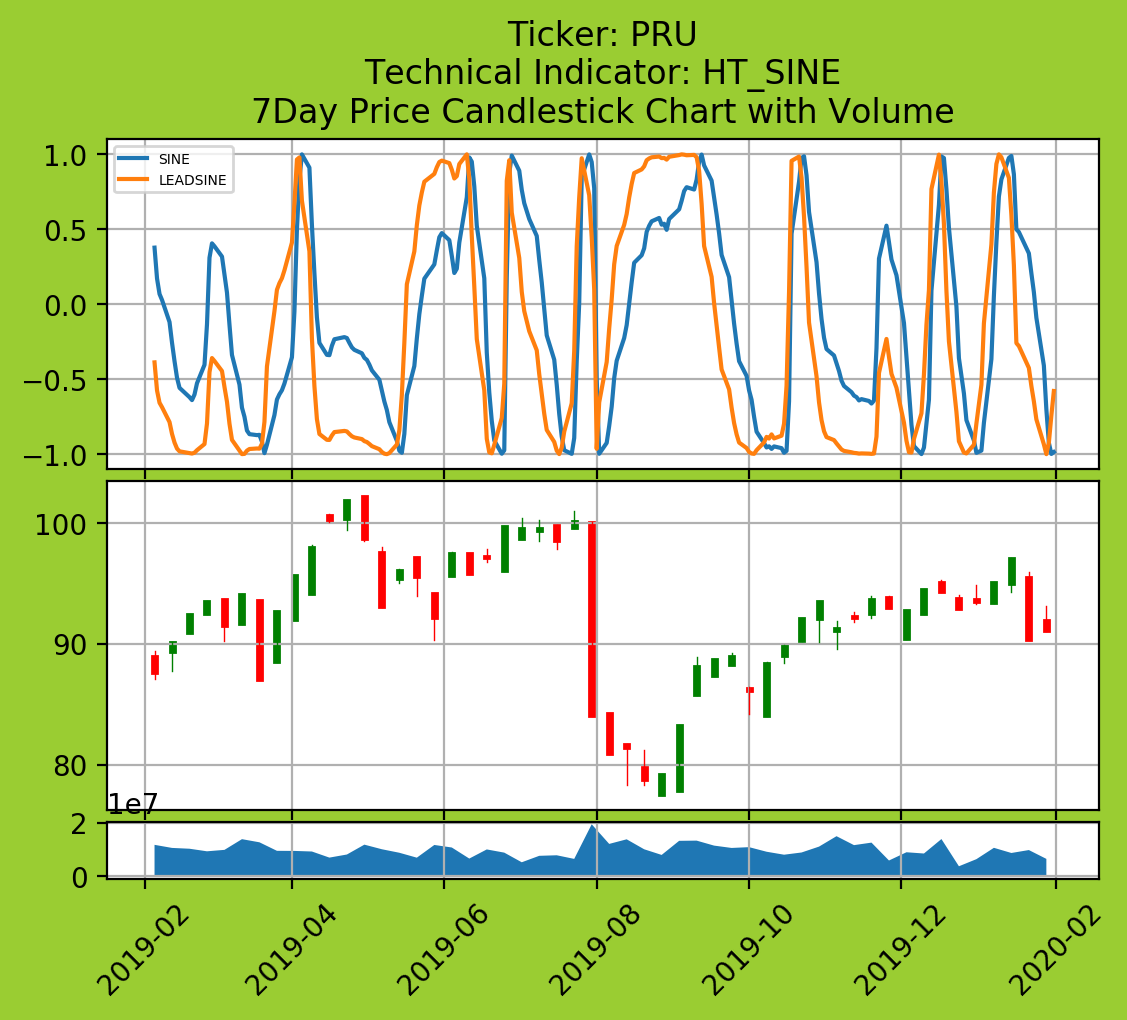 Ticker: PRU
Technical Indicator: HT_SINE
7Day Price Candlestick Chart with Volume
SINE
LEADSINE
1.0
0.5
0.0
−0.5
−1.0
100
90
80
1e7
2
0
2019-02
2019-04
2019-06
2019-08
2019-10
2019-12
2020-02